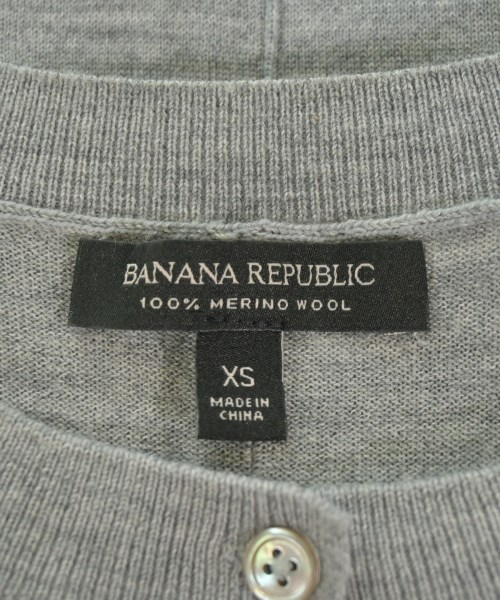 BANANA REPUBLIC
100% MERINO WOOL
XS
MADE IN
CHINA